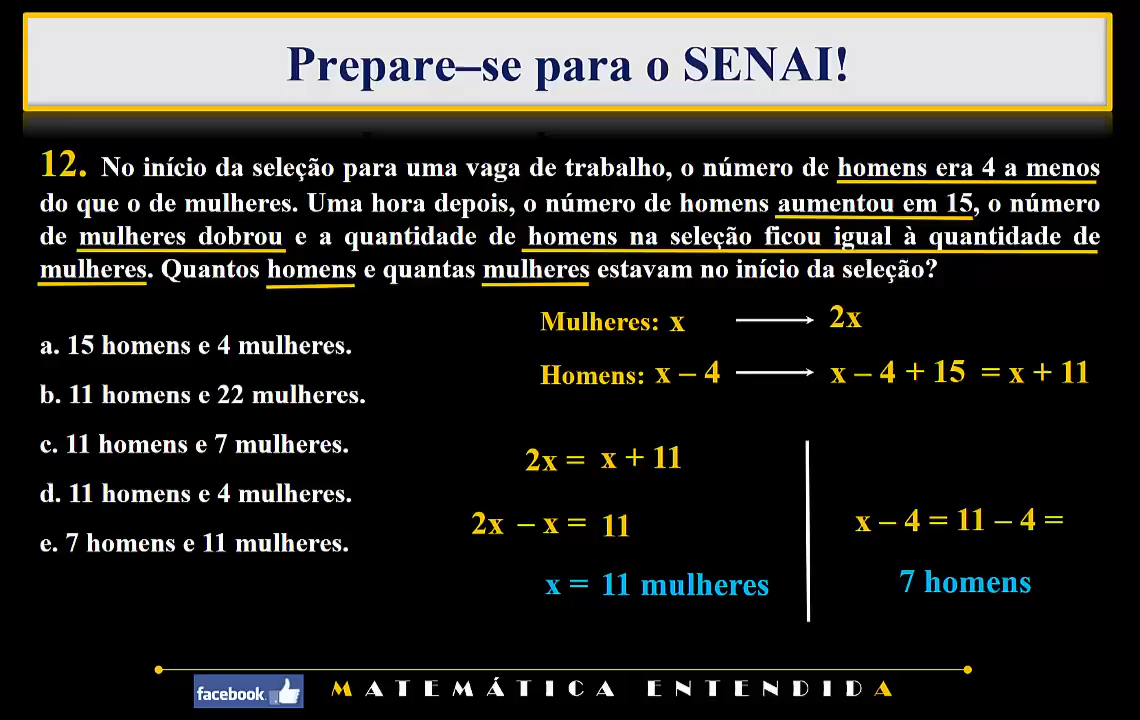 Prepare–se para o SENAI!
12. No início da seleção para uma vaga de trabalho, o número de homens era 4 a menos
do que o de mulheres. Uma hora depois, o número de homens aumentou em 15, o número
de mulheres dobrou e a quantidade de homens na seleção ficou igual à quantidade de
mulheres. Quantos homens e quantas mulheres estavam no início da seleção?
a. 15 homens e 4 mulheres.
b. 11 homens e 22 mulheres.
c. 11 homens e 7 mulheres.
d. 11 homens e 4 mulheres.
e. 7 homens e 11 mulheres.
Mulheres: x ⟶ 2x
Homens: x – 4 ⟶ x – 4 + 15 = x + 11
2x = x + 11
2x – x = 11
x = 11 mulheres
x – 4 = 11 – 4 =
7 homens
facebook. MATEMÁTICA ENTENDIDA